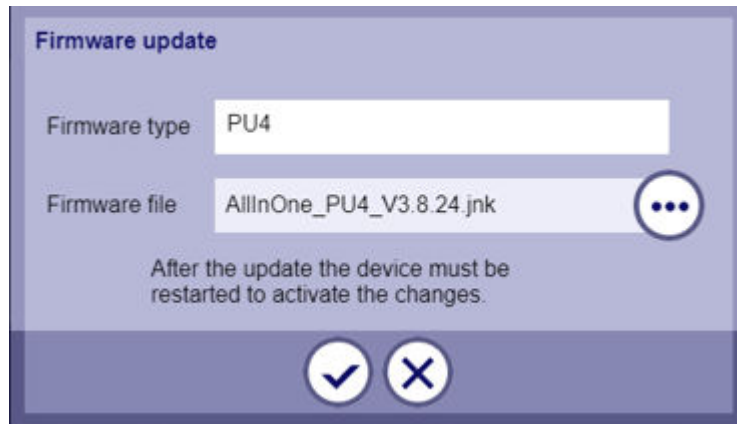 Firmware update
Firmware type PU4
Firmware file AllInOne_PU4_V3.8.24.jnk
After the update the device must be
restarted to activate the changes.